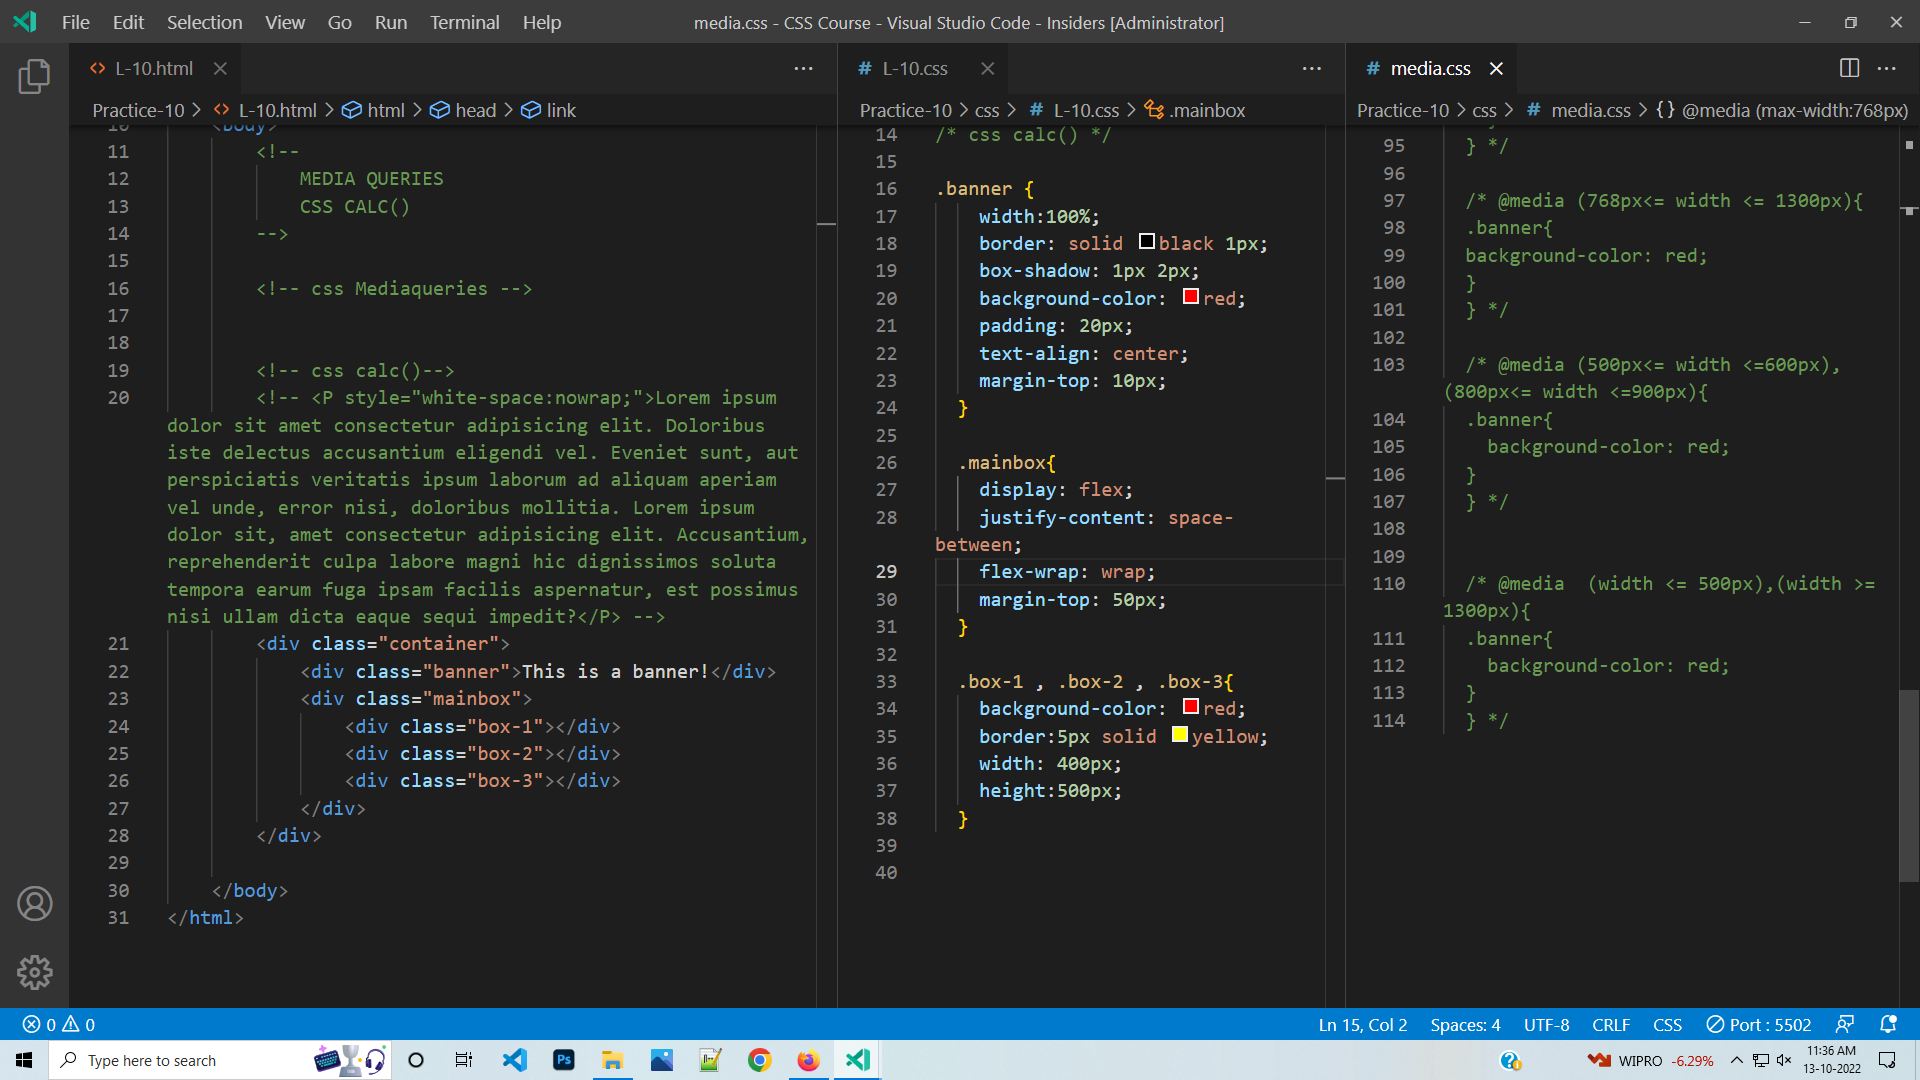 File Edit Selection View Go Run Terminal Help
media.css - CSS Course - Visual Studio Code - Insiders [Administrator]
<> L-10.html
Practice-10 > <> L-10.html > html > head > link
10 <body>
11 <!--
12 MEDIA QUERIES
13 CSS CALC()
14 -->
15
16 <!-- css Mediaqueries -->
17
18
19 <!-- css calc()-->
20 <!-- <P style="white-space:nowrap;">Lorem ipsum
dolor sit amet consectetur adipisicing elit. Doloribus
iste delectus accusantium eligendi vel. Eveniet sunt, aut
perspiciatis veritatis ipsum laborum ad aliquam aperiam
vel unde, error nisi, doloribus mollitia. Lorem ipsum
dolor sit, amet consectetur adipisicing elit. Accusantium,
reprehenderit culpa labore magni hic dignissimos soluta
tempora earum fuga ipsam facilis aspernatur, est possimus
nisi ullam dicta eaque sequi impedit?</P> -->
21 <div class="container">
22 <div class="banner">This is a banner!</div>
23 <div class="mainbox">
24 <div class="box-1"></div>
25 <div class="box-2"></div>
26 <div class="box-3"></div>
27 </div>
28 </div>
29
30 </body>
31 </html>
# L-10.css
Practice-10 > css > # L-10.css > .mainbox
14 /* css calc() */
15
16 .banner {
17 width:100%;
18 border: solid black 1px;
19 box-shadow: 1px 2px;
20 background-color: red;
21 padding: 20px;
22 text-align: center;
23 margin-top: 10px;
24 }
25
26 .mainbox{
27 display: flex;
28 justify-content: space-
between;
29 flex-wrap: wrap;
30 margin-top: 50px;
31 }
32
33 .box-1 , .box-2 , .box-3{
34 background-color: red;
35 border:5px solid yellow;
36 width: 400px;
37 height:500px;
38 }
39
40
# media.css
Practice-10 > css > # media.css > {} @media (max-width:768px)
95 } */
96
97 /* @media (768px<= width <= 1300px){
98 .banner{
99 background-color: red;
100 }
101 } */
102
103 /* @media (500px<= width <=600px),
(800px<= width <=900px){
104 .banner{
105 background-color: red;
106 }
107 } */
108
109
110 /* @media (width <= 500px),(width >=
1300px){
111 .banner{
112 background-color: red;
113 }
114 } */
0 0
Ln 15, Col 2 Spaces: 4 UTF-8 CRLF CSS Port : 5502
Type here to search
Ps
WIPRO -6.29%
11:36 AM
13-10-2022